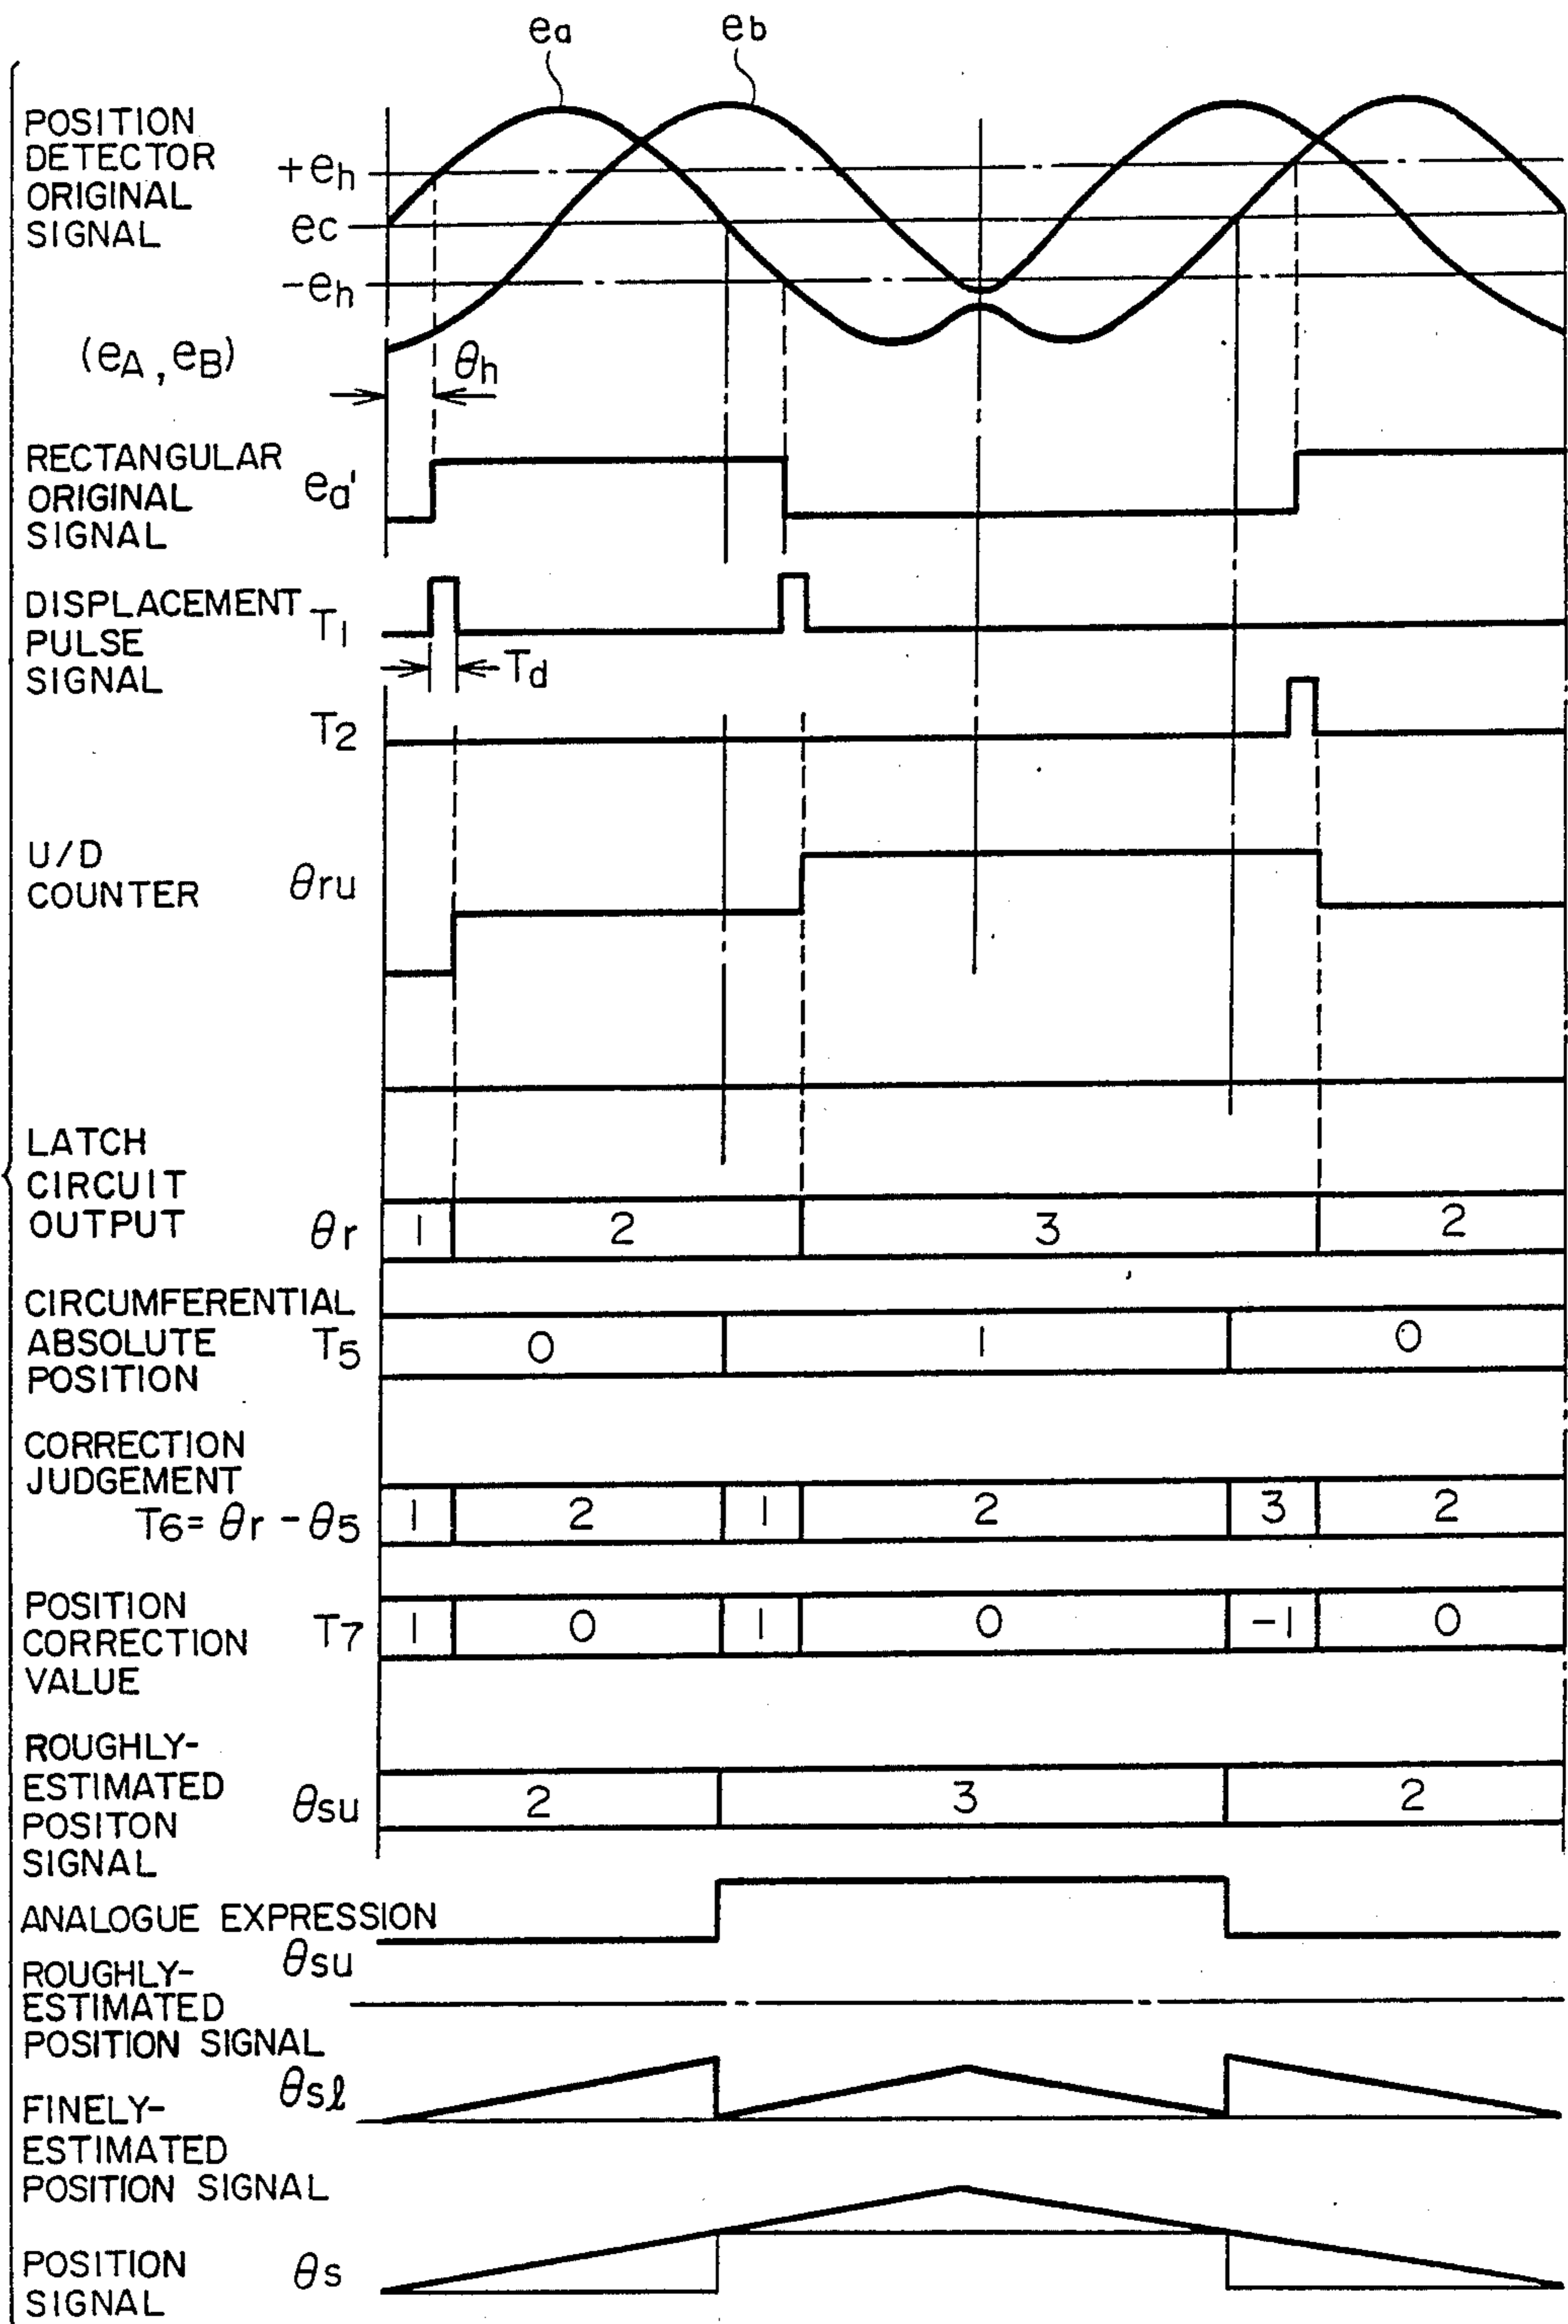 ea eb
POSITION
DETECTOR
ORIGINAL
SIGNAL
+eh
ec
-eh
(eA, eB)
θh
RECTANGULAR
ORIGINAL
SIGNAL
ea'
DISPLACEMENT
PULSE
SIGNAL
T1
Td
T2
U/D
COUNTER
θru
LATCH
CIRCUIT
OUTPUT
θr
1 2 3 2
CIRCUMFERENTIAL
ABSOLUTE
POSITION
T5
0 1 0
CORRECTION
JUDGEMENT
T6= θr - θ5
1 2 1 2 3 2
POSITION
CORRECTION
VALUE
T7
1 0 1 0 -1 0
ROUGHLY-
ESTIMATED
POSITON
SIGNAL
θsu
2 3 2
ANALOGUE EXPRESSION
θsu
ROUGHLY-
ESTIMATED
POSITION SIGNAL
θsℓ
FINELY-
ESTIMATED
POSITION SIGNAL
POSITION
SIGNAL
θs